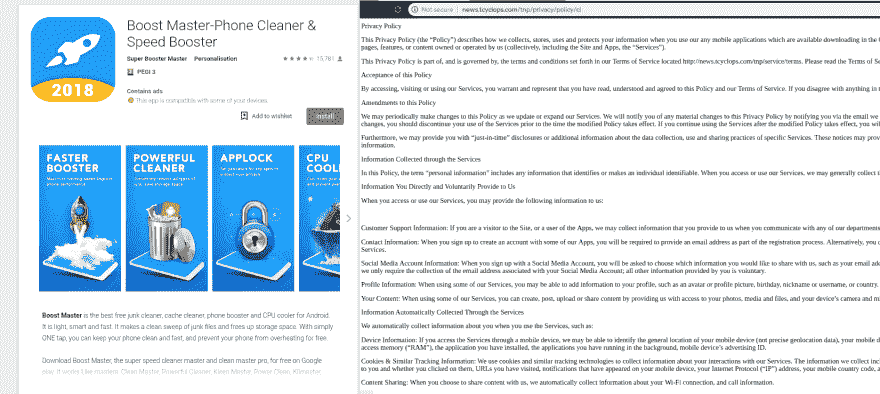 Boost Master-Phone Cleaner &
Speed Booster
Super Booster Master Personalisation
15,781
PEGI 3
Contains ads
This app is compatible with some of your devices.
Add to wishlist
Install
2018
FASTER
BOOSTER
POWERFUL
CLEANER
APPLOCK
CPU
COOL
Boost Master is the best free junk cleaner, cache cleaner, phone booster and CPU cooler for Android.
It is light, smart and fast. It makes a clean sweep of junk files and frees up storage space. With simply
ONE tap, you can keep your phone clean and fast, and prevent your phone from overheating for free.
Download Boost Master, the super speed cleaner master and clean master pro, for free on Google
Not secure | news.tcyclops.com/tnp/privacy/policy/cl
Privacy Policy
This Privacy Policy (the "Policy") describes how we collects, stores, uses and protects your information when you use our any mobile applications which are available downloading in the
pages, features, or content owned or operated by us (collectively, including the Site and Apps, the "Services").
This Privacy Policy is part of, and is governed by, the terms and conditions set forth in our Terms of Service located http://news.tcyclops.com/tnp/service/terms. Please read the Terms of Se
Acceptance of this Policy
By accessing, visiting or using our Services, you warrant and represent that you have read, understood and agreed to this Policy and our Terms of Service. If you disagree with anything in
Amendments to this Policy
We may periodically make changes to this Policy as we update or expand our Services. We will notify you of any material changes to this Privacy Policy by notifying you via the email we
changes, you should discontinue your use of the Services prior to the time the modified Policy takes effect. If you continue using the Services after the modified Policy takes effect, you wil
Furthermore, we may provide you with "just-in-time" disclosures or additional information about the data collection, use and sharing practices of specific Services. These notices may prov
information.
Information Collected through the Services
In this Policy, the term "personal information" includes any information that identifies or makes an individual identifiable. When you access or use our Services, we may generally collect t
Information You Directly and Voluntarily Provide to Us
When you access or use our Services, you may provide the following information to us:
Customer Support Information: If you are a visitor to the Site, or a user of the Apps, we may collect information that you provide to us when you communicate with any of our departments
Contact Information: When you sign up to create an account with some of our Apps, you will be required to provide an email address as part of the registration process. Alternatively, you c
Services.
Social Media Account Information: When you sign up with a Social Media Account, you will be asked to choose which information you would like to share with us, such as your email add
we only require the collection of the email address associated with your Social Media Account; all other information provided by you is voluntary.
Profile Information: When using some of our Services, you may be able to add information to your profile, such as an avatar or profile picture, birthday, nickname or username, or country.
Your Content: When using some of our Services, you can create, post, upload or share content by providing us with access to your photos, media and files, and your device's camera and mi
Information Automatically Collected Through the Services
We automatically collect information about you when you use the Services, such as:
Device Information: If you access the Services through a mobile device, we may be able to identify the general location of your mobile device (not precise geolocation data), your mobile d
access memory ("RAM"), the application you have installed, the applications you have running in the background, mobile device's advertising ID.
Cookies & Similar Tracking Information: We use cookies and similar tracking technologies to collect information about your interactions with our Services. The information we collect incl
to you and whether you clicked on them, URLs you have visited, notifications that have appeared on your mobile device, your Internet Protocol ("IP") address, your mobile country code, a
Content Sharing: When you choose to share content with us, we automatically collect information about your Wi-Fi connection, and call information.